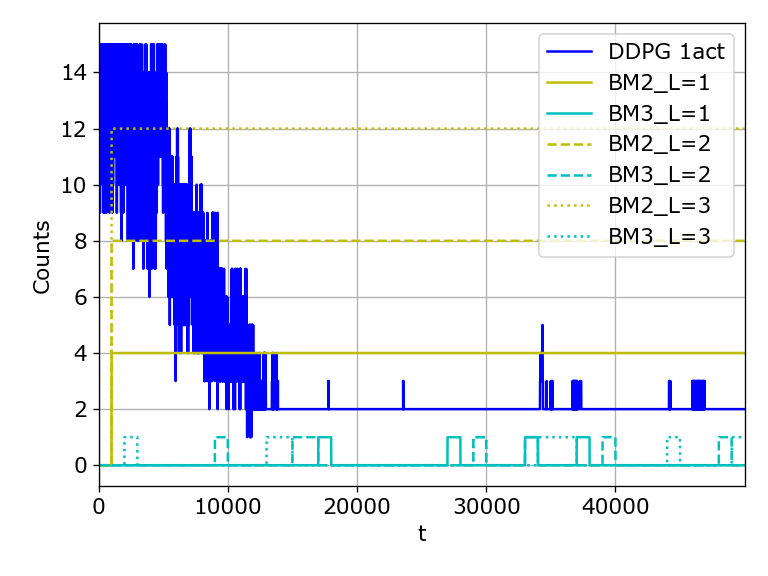 DDPG 1act
BM2_L=1
BM3_L=1
BM2_L=2
BM3_L=2
BM2_L=3
BM3_L=3
Counts
14
12
10
8
6
4
2
0
0
10000
20000
30000
40000
t